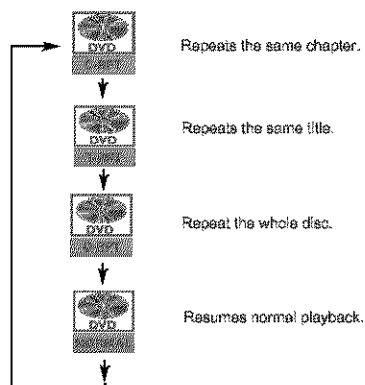 DVD
Repeats the same chapter.
DVD
Repeats the same title.
DVD
Repeat the whole disc.
DVD
Resumes normal playback.